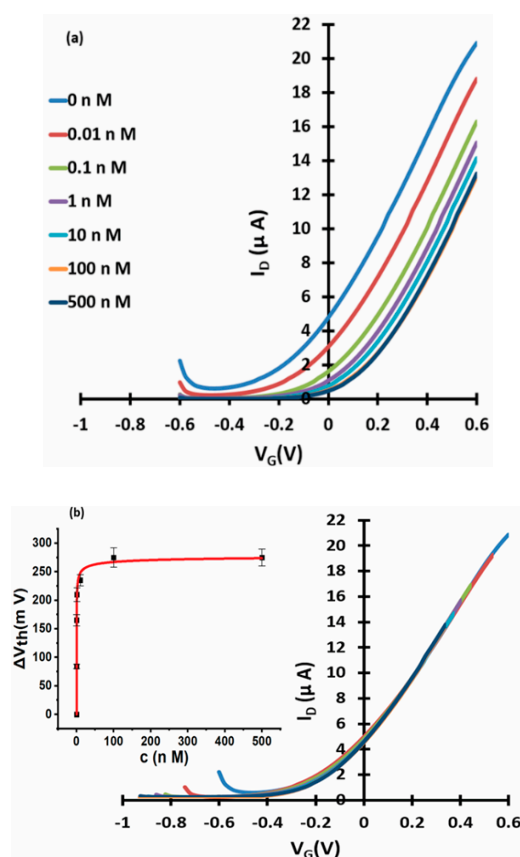 (a)
22
20
18
16
14
12
10
8
6
4
2
0
I_D (μ A)
0 n M
0.01 n M
0.1 n M
1 n M
10 n M
100 n M
500 n M
-1 -0.8 -0.6 -0.4 -0.2 0 0.2 0.4 0.6
V_G(V)
(b)
300
250
200
150
100
50
0
ΔV_th(m V)
0 100 200 300 400 500
c (n M)
22
20
18
16
14
12
10
8
6
4
2
0
I_D (μ A)
-1 -0.8 -0.6 -0.4 -0.2 0 0.2 0.4 0.6
V_G(V)